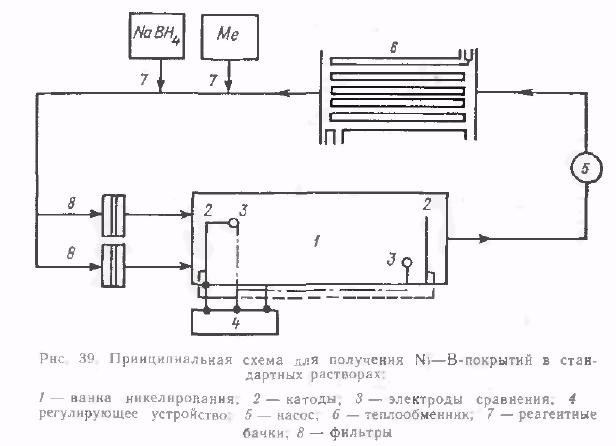 NaBH4
Me
7
7
6
5
8
8
2
3
1
2
3
4
Рис. 39. Принципиальная схема для получения Ni—В-покрытий в стан-
дартных растворах:
1 — ванна никелирования; 2 — катоды; 3 — электроды сравнения; 4
регулирующее устройство; 5 — насос; 6 — теплообменник; 7 — реагентные
бачки; 8 — фильтры